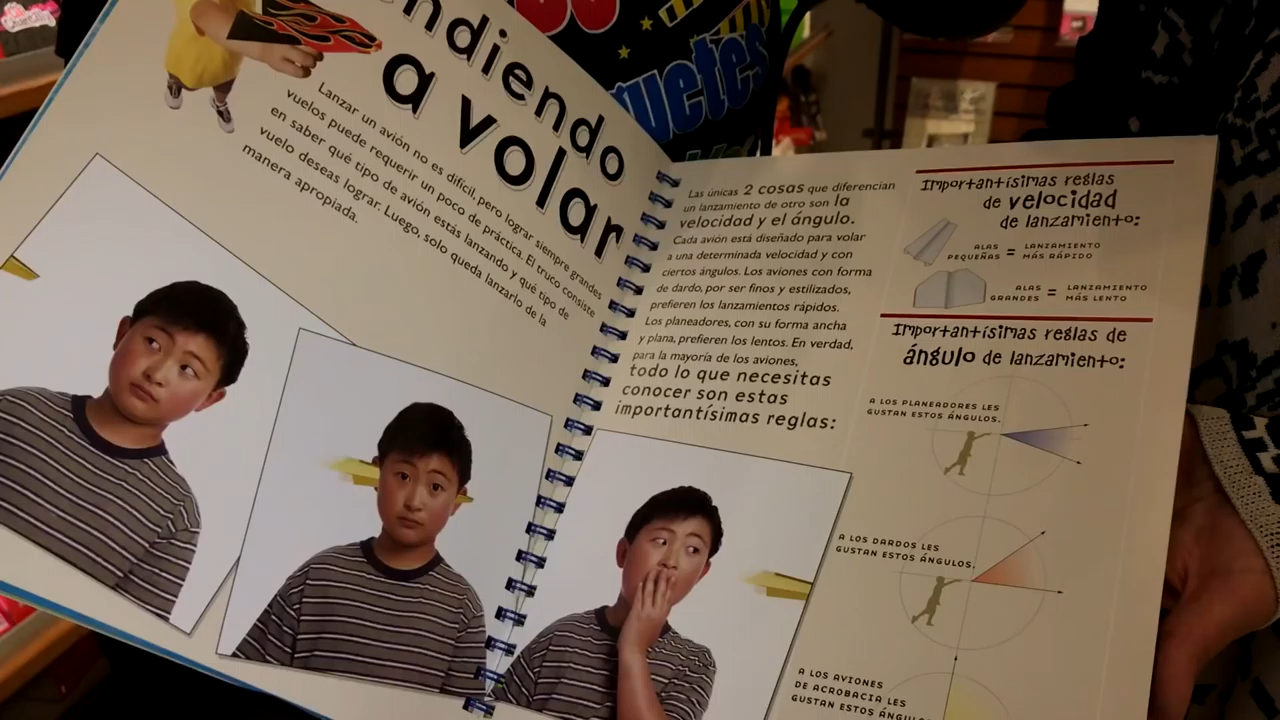 endiendo
a volar
Lanzar un avión no es difícil, pero lograr siempre grandes
vuelos puede requerir un poco de práctica. El truco consiste
en saber qué tipo de avión estás lanzando y qué tipo de
vuelo deseas lograr. Luego, solo queda lanzarlo de la
manera apropiada.
uetes
Las únicas 2 cosas que diferencian
un lanzamiento de otro son la
velocidad y el ángulo.
Cada avión está diseñado para volar
a una determinada velocidad y con
ciertos ángulos. Los aviones con forma
de dardo, por ser finos y estilizados,
prefieren los lanzamientos rápidos.
Los planeadores, con su forma ancha
y plana, prefieren los lentos. En verdad,
para la mayoría de los aviones,
todo lo que necesitas
conocer son estas
importantísimas reglas:
Importantísimas reglas
de velocidad
de lanzamiento:
ALAS
PEQUEÑAS = LANZAMIENTO
MÁS RÁPIDO
ALAS
GRANDES = LANZAMIENTO
MÁS LENTO
Importantísimas reglas de
ángulo de lanzamiento:
A LOS PLANEADORES LES
GUSTAN ESTOS ÁNGULOS.
A LOS DARDOS LES
GUSTAN ESTOS ÁNGULOS.
A LOS AVIONES
DE ACROBACIA LES
GUSTAN ESTOS ÁNGULO